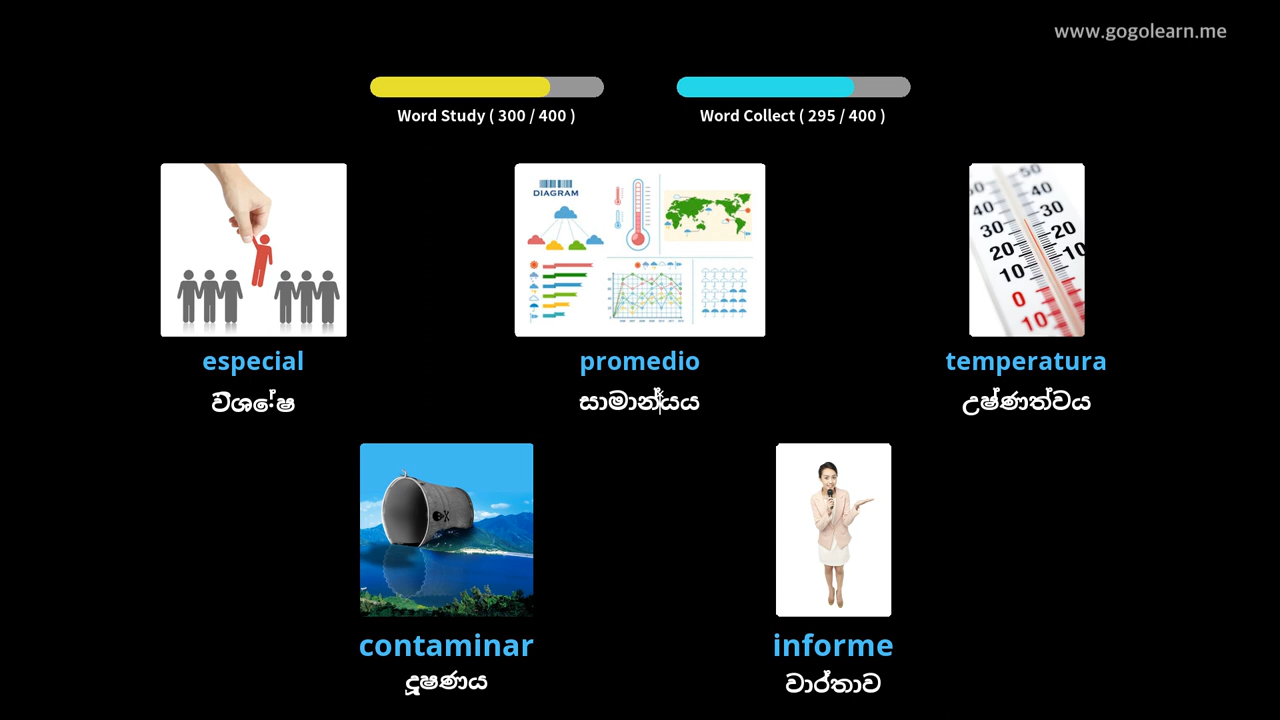 www.gogolearn.me
Word Study ( 300 / 400 )
Word Collect ( 295 / 400 )
DIAGRAM
especial
promedio
temperatura
විශේෂ
සාමාන්‍යය
උෂ්ණත්වය
contaminar
informe
දූෂණය
වාර්තාව